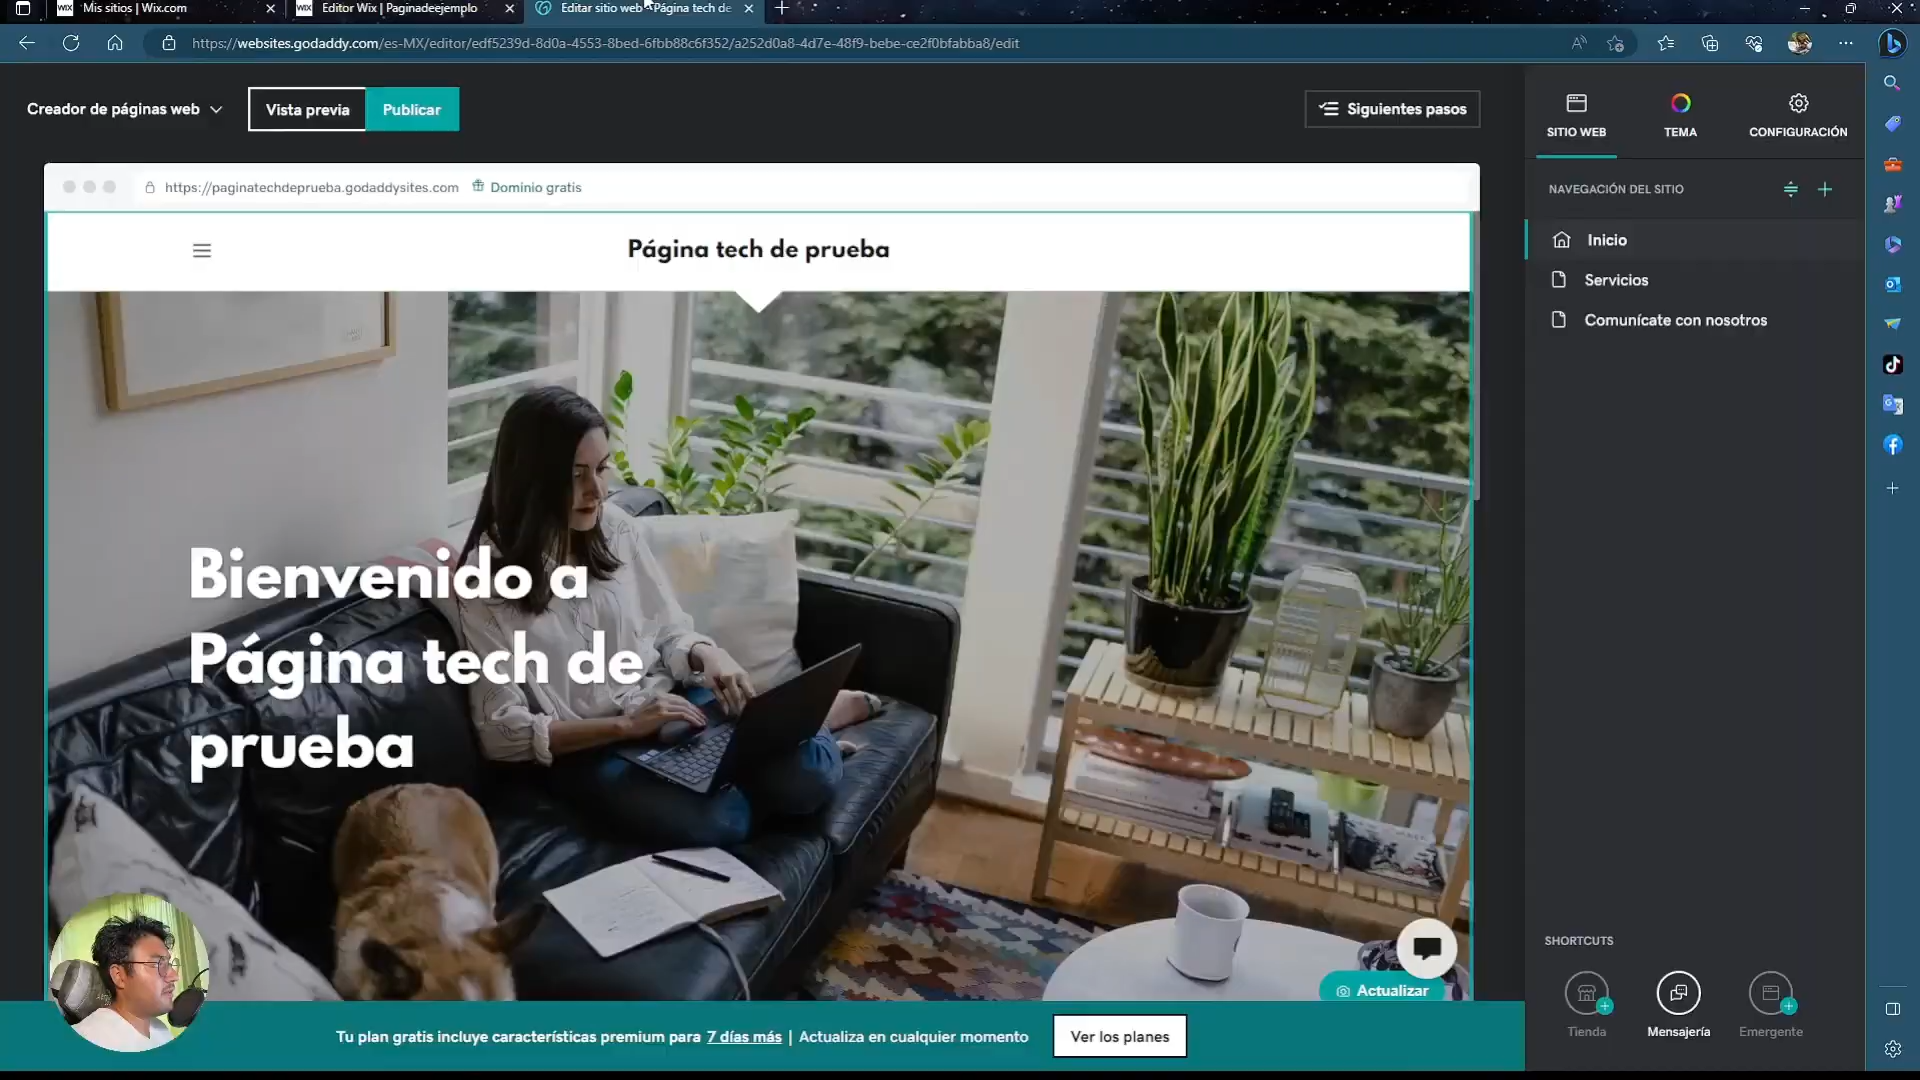 Mis sitios | Wix.com
Editor Wix | Paginadeejemplo
Editar sitio web - Página tech de
https://websites.godaddy.com/es-MX/editor/edf5239d-8d0a-4553-8bed-6fbb88c6f352/a252d0a8-4d7e-48f9-bebe-ce2f0bfabba8/edit
Creador de páginas web
Vista previa
Publicar
Siguientes pasos
SITIO WEB
TEMA
CONFIGURACIÓN
https://paginatechdeprueba.godaddysites.com
Dominio gratis
NAVEGACIÓN DEL SITIO
Página tech de prueba
Inicio
Servicios
Comunícate con nosotros
Bienvenido a
Página tech de
prueba
Actualizar
SHORTCUTS
Tienda
Mensajería
Emergente
Tu plan gratis incluye características premium para 7 días más | Actualiza en cualquier momento
Ver los planes